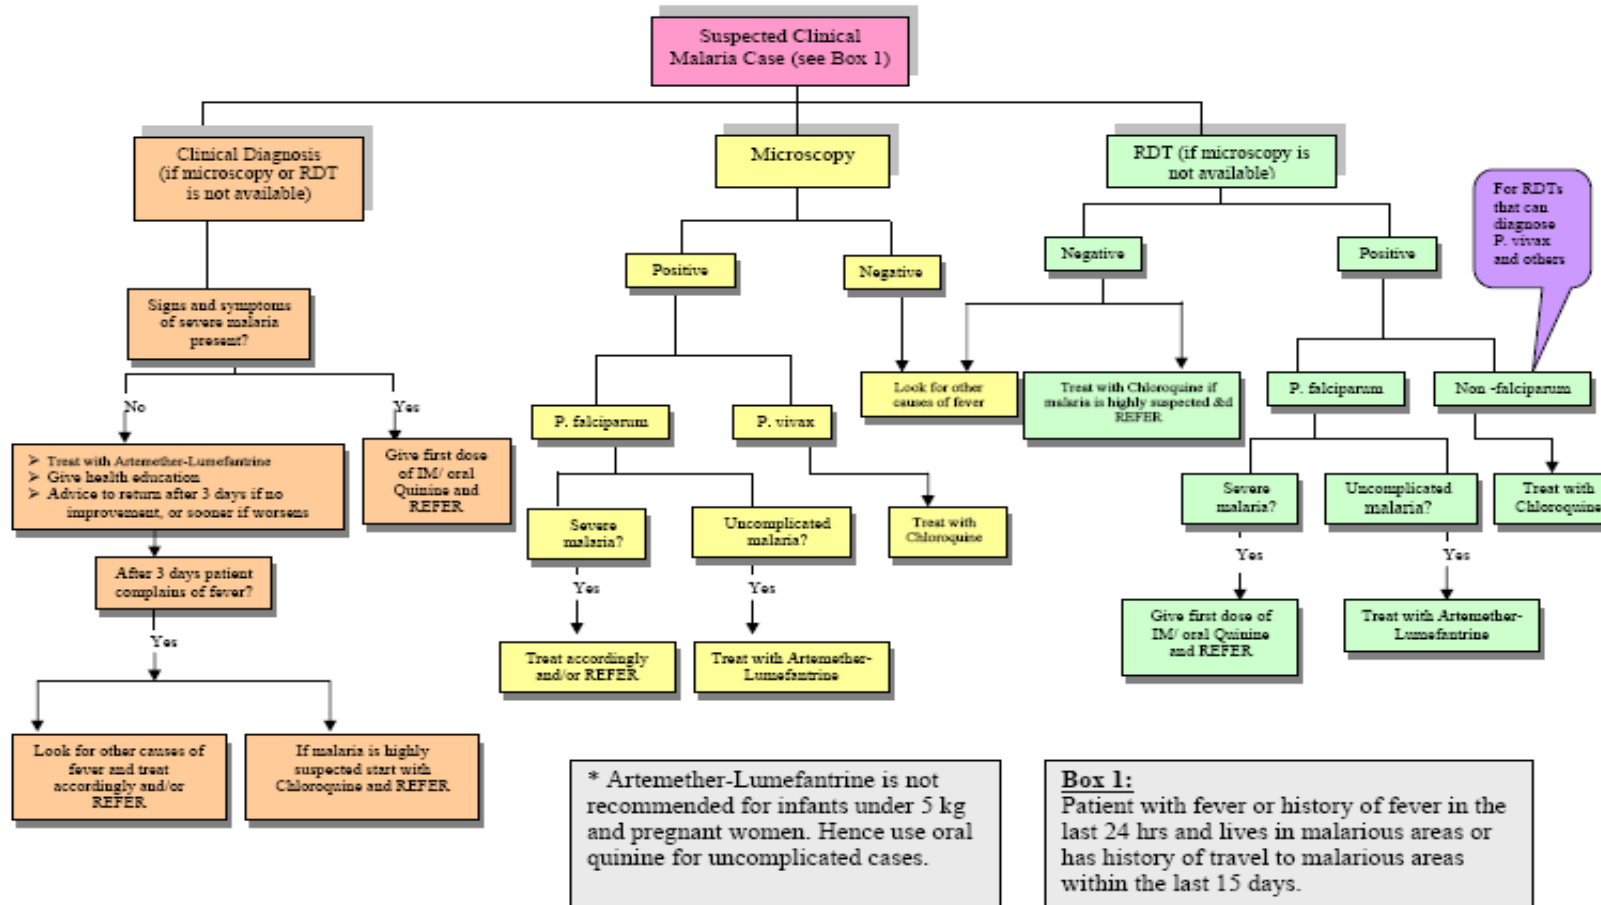 Suspected Clinical
Malaria Case (see Box 1)
Clinical Diagnosis
(if microscopy or RDT
is not available)
Microscopy
RDT (if microscopy is
not available)
For RDTs
that can
diagnose
P. vivax
and others
Positive
Negative
Negative
Positive
Signs and symptoms
of severe malaria
present?
No
Yes
P. falciparum
P. vivax
Look for other
causes of fever
Treat with Chloroquine if
malaria is highly suspected &d
REFER
P. falciparum
Non -falciparum
➢ Treat with Artemether-Lumefantrine
➢ Give health education
➢ Advice to return after 3 days if no
improvement, or sooner if worsens
Give first dose
of IM/ oral
Quinine and
REFER
Severe
malaria?
Uncomplicated
malaria?
Treat with
Chloroquine
Severe
malaria?
Uncomplicated
malaria?
Treat with
Chloroquine
After 3 days patient
complains of fever?
Yes
Yes
Yes
Yes
Yes
Treat accordingly
and/or REFER
Treat with Artemether-
Lumefantrine
Give first dose of
IM/ oral Quinine
and REFER
Treat with Artemether-
Lumefantrine
Look for other causes of
fever and treat
accordingly and/or
REFER
If malaria is highly
suspected start with
Chloroquine and REFER
* Artemether-Lumefantrine is not
recommended for infants under 5 kg
and pregnant women. Hence use oral
quinine for uncomplicated cases.
Box 1:
Patient with fever or history of fever in the
last 24 hrs and lives in malarious areas or
has history of travel to malarious areas
within the last 15 days.